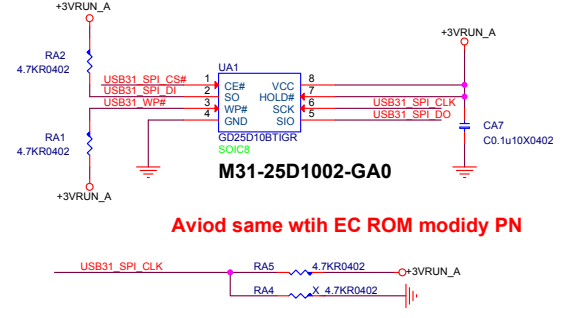 +3VRUN_A
+3VRUN_A
RA2
4.7KR0402
UA1
USB31_SPI_CS# 1 CE# VCC 8
USB31_SPI_DI 2 SO HOLD# 7
USB31_WP# 3 WP# SCK 6 USB31_SPI_CLK
4 GND SIO 5 USB31_SPI_DO
CA7
C0.1u10X0402
RA1
4.7KR0402
GD25D10BTIGR
SOIC8
M31-25D1002-GA0
+3VRUN_A
Aviod same wtih EC ROM modidy PN
USB31_SPI_CLK RA5 4.7KR0402 +3VRUN_A
RA4 X_4.7KR0402